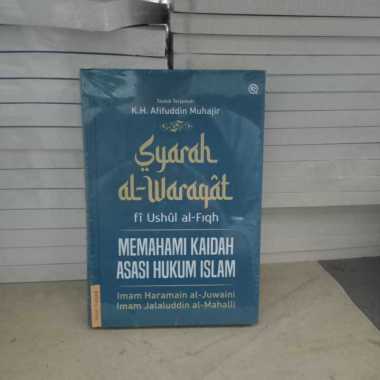 K.H. Afifuddin Muhajir
Syarah
al-Waraqât
fî Ushûl al-Fıqh
MEMAHAMI KAIDAH
ASASI HUKUM ISLAM
Imam Haramain al-Juwaini
Imam Jalaluddin al-Mahalli